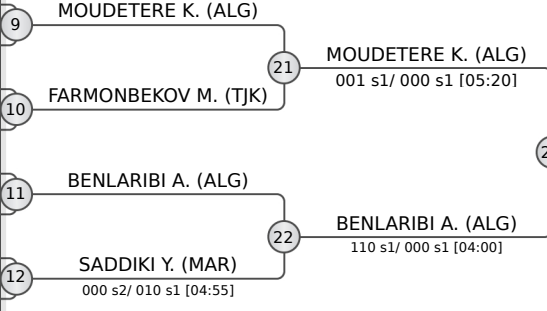 9
MOUDETERE K. (ALG)
21
MOUDETERE K. (ALG)
001 s1/ 000 s1 [05:20]
10
FARMONBEKOV M. (TJK)
11
BENLARIBI A. (ALG)
22
BENLARIBI A. (ALG)
110 s1/ 000 s1 [04:00]
12
SADDIKI Y. (MAR)
000 s2/ 010 s1 [04:55]